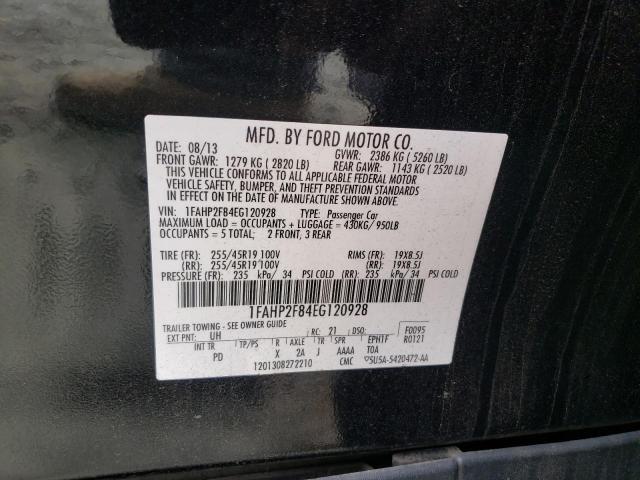 MFD. BY FORD MOTOR CO.
DATE: 08/13 GVWR: 2386 KG ( 5260 LB)
FRONT GAWR: 1279 KG ( 2820 LB) REAR GAWR: 1143 KG ( 2520 LB)
THIS VEHICLE CONFORMS TO ALL APPLICABLE FEDERAL MOTOR
VEHICLE SAFETY, BUMPER, AND THEFT PREVENTION STANDARDS
IN EFFECT ON THE DATE OF MANUFACTURE SHOWN ABOVE.
VIN: 1FAHP2F84EG120928 TYPE: Passenger Car
MAXIMUM LOAD = OCCUPANTS + LUGGAGE = 430KG/ 950LB
OCCUPANTS = 5 TOTAL; 2 FRONT, 3 REAR
TIRE (FR): 255/45R19 100V RIMS (FR): 19X8.5J
(RR): 255/45R19 100V (RR): 19X8.5J
PRESSURE (FR): 235 kPa/ 34 PSI COLD (RR): 235 kPa/ 34 PSI COLD
1FAHP2F84EG120928
TRAILER TOWING - SEE OWNER GUIDE F0095
EXT PNT: UH RC: 21 DSO: R0121
INT TR TP/PS R AXLE TR SPR EPH1F
PD X 2A J AAAA TOA
1201308272210 CMC 5U5A-5420472-AA